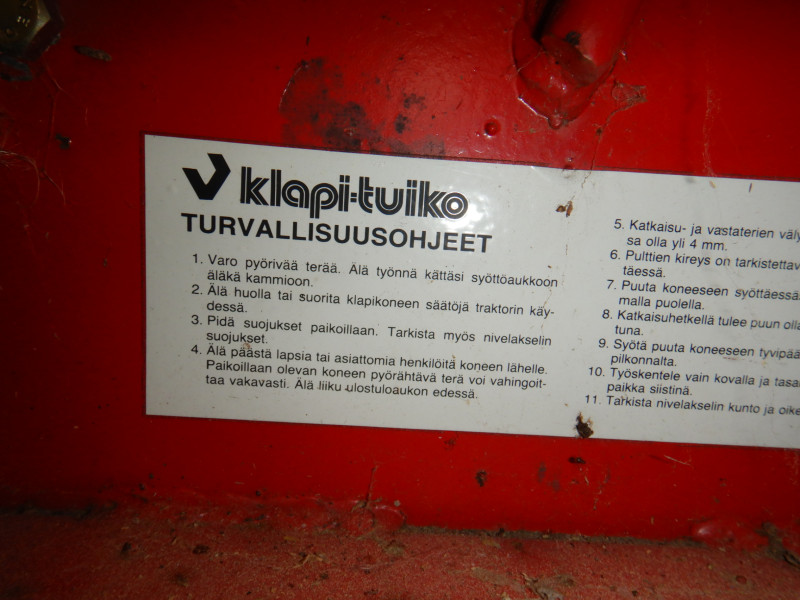 klapi-tuiko
TURVALLISUUSOHJEET
1. Varo pyörivää terää. Älä työnnä kättäsi syöttöaukkoon
äläkä kammioon.
2. Älä huolla tai suorita klapikoneen säätöjä traktorin käy-
dessä.
3. Pidä suojukset paikoillaan. Tarkista myös nivelakselin
suojukset.
4. Älä päästä lapsia tai asiattomia henkilöitä koneen lähelle.
Paikoillaan olevan koneen pyörähtävä terä voi vahingoit-
taa vakavasti. Älä liiku ulostuloaukon edessä.
5. Katkaisu- ja vastaterien väly
sa olla yli 4 mm.
6. Pulttien kireys on tarkistettav
täessä.
7. Puuta koneeseen syöttäessä
malla puolella.
8. Katkaisuhetkellä tulee puun oll
tuna.
9. Syötä puuta koneeseen tyvipää
pilkonnalta.
10. Työskentele vain kovalla ja tasa
paikka siistinä.
11. Tarkista nivelakselin kunto ja oike